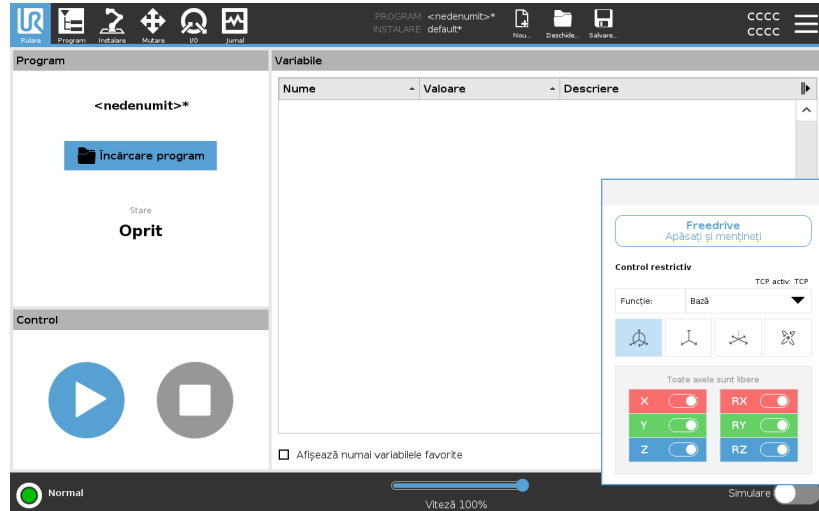 UR
Rulare
Program
Instalare
Mutare
I/O
Jurnal
PROGRAM <nedenumit>*
INSTALARE default*
Nou...
Deschide...
Salvare...
cccc
cccc
Program
<nedenumit>*
Încărcare program
Stare
Oprit
Control
Variabile
Nume
Valoare
Descriere
Afișează numai variabilele favorite
Freedrive
Apăsați și mențineți
Control restrictiv
TCP activ: TCP
Funcție:
Bază
Toate axele sunt libere
X
RX
Y
RY
Z
RZ
Normal
Viteză 100%
Simulare